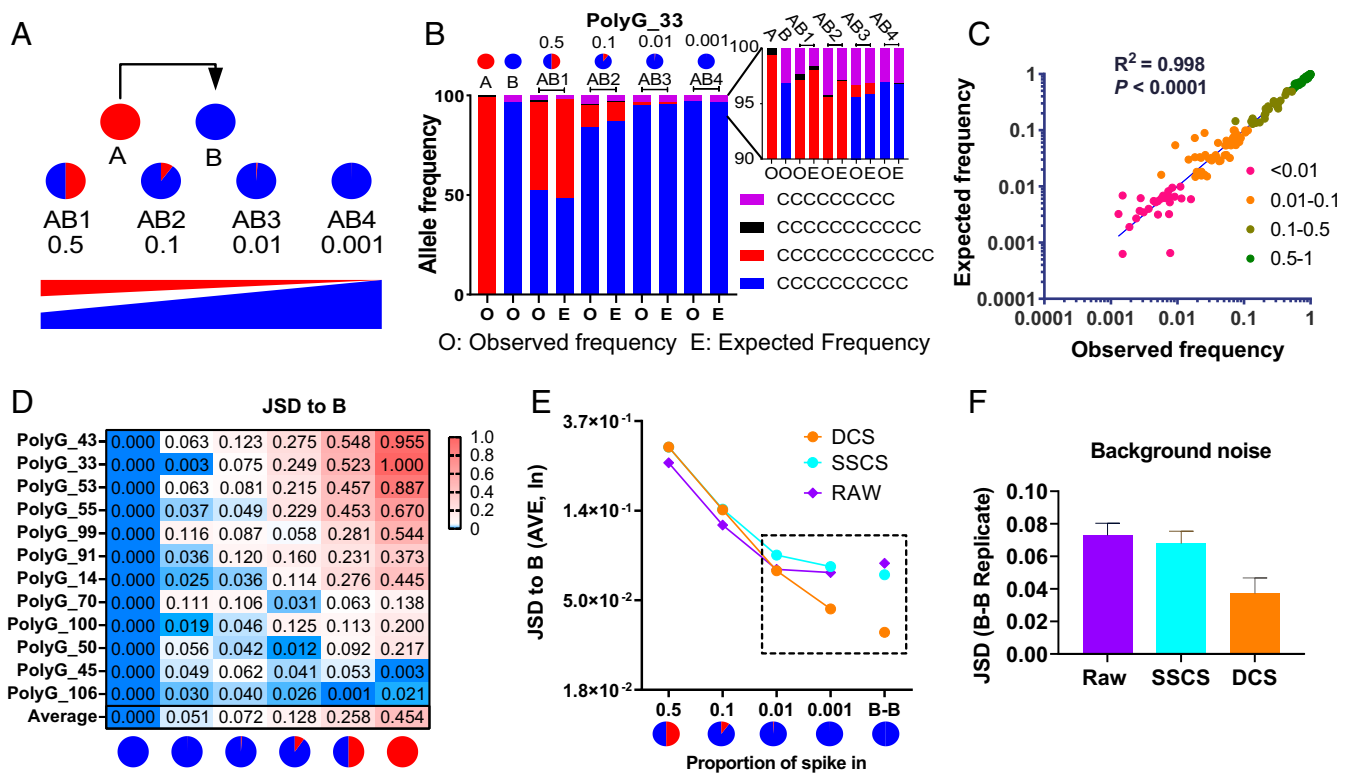 A
A
B
AB1
AB2
AB3
AB4
0.5
0.1
0.01
0.001
B
PolyG_33
0.5
0.1
0.01
0.001
A
B
AB1
AB2
AB3
AB4
Allele frequency
100
50
0
O
O
O
E
O
E
O
E
O
E
O: Observed frequency E: Expected Frequency
A
B
AB1
AB2
AB3
AB4
100
95
90
OOOEOEOEOE
CCCCCCCCC
CCCCCCCCCCC
CCCCCCCCCCCC
CCCCCCCCCC
C
R² = 0.998
P < 0.0001
Expected frequency
1
0.1
0.01
0.001
0.0001
0.0001
0.001
0.01
0.1
1
Observed frequency
<0.01
0.01-0.1
0.1-0.5
0.5-1
D
JSD to B
PolyG_43 0.000 0.063 0.123 0.275 0.548 0.955
PolyG_33 0.000 0.003 0.075 0.249 0.523 1.000
PolyG_53 0.000 0.063 0.081 0.215 0.457 0.887
PolyG_55 0.000 0.037 0.049 0.229 0.453 0.670
PolyG_99 0.000 0.116 0.087 0.058 0.281 0.544
PolyG_91 0.000 0.036 0.120 0.160 0.231 0.373
PolyG_14 0.000 0.025 0.036 0.114 0.276 0.445
PolyG_70 0.000 0.111 0.106 0.031 0.063 0.138
PolyG_100 0.000 0.019 0.046 0.125 0.113 0.200
PolyG_50 0.000 0.056 0.042 0.012 0.092 0.217
PolyG_45 0.000 0.049 0.062 0.041 0.053 0.003
PolyG_106 0.000 0.030 0.040 0.026 0.001 0.021
Average 0.000 0.051 0.072 0.128 0.258 0.454
1.0
0.8
0.6
0.4
0.2
0
E
JSD to B (AVE, ln)
3.7×10⁻¹
1.4×10⁻¹
5.0×10⁻²
1.8×10⁻²
DCS
SSCS
RAW
0.5
0.1
0.01
0.001
B-B
Proportion of spike in
F
Background noise
JSD (B-B Replicate)
0.10
0.08
0.06
0.04
0.02
0.00
Raw
SSCS
DCS